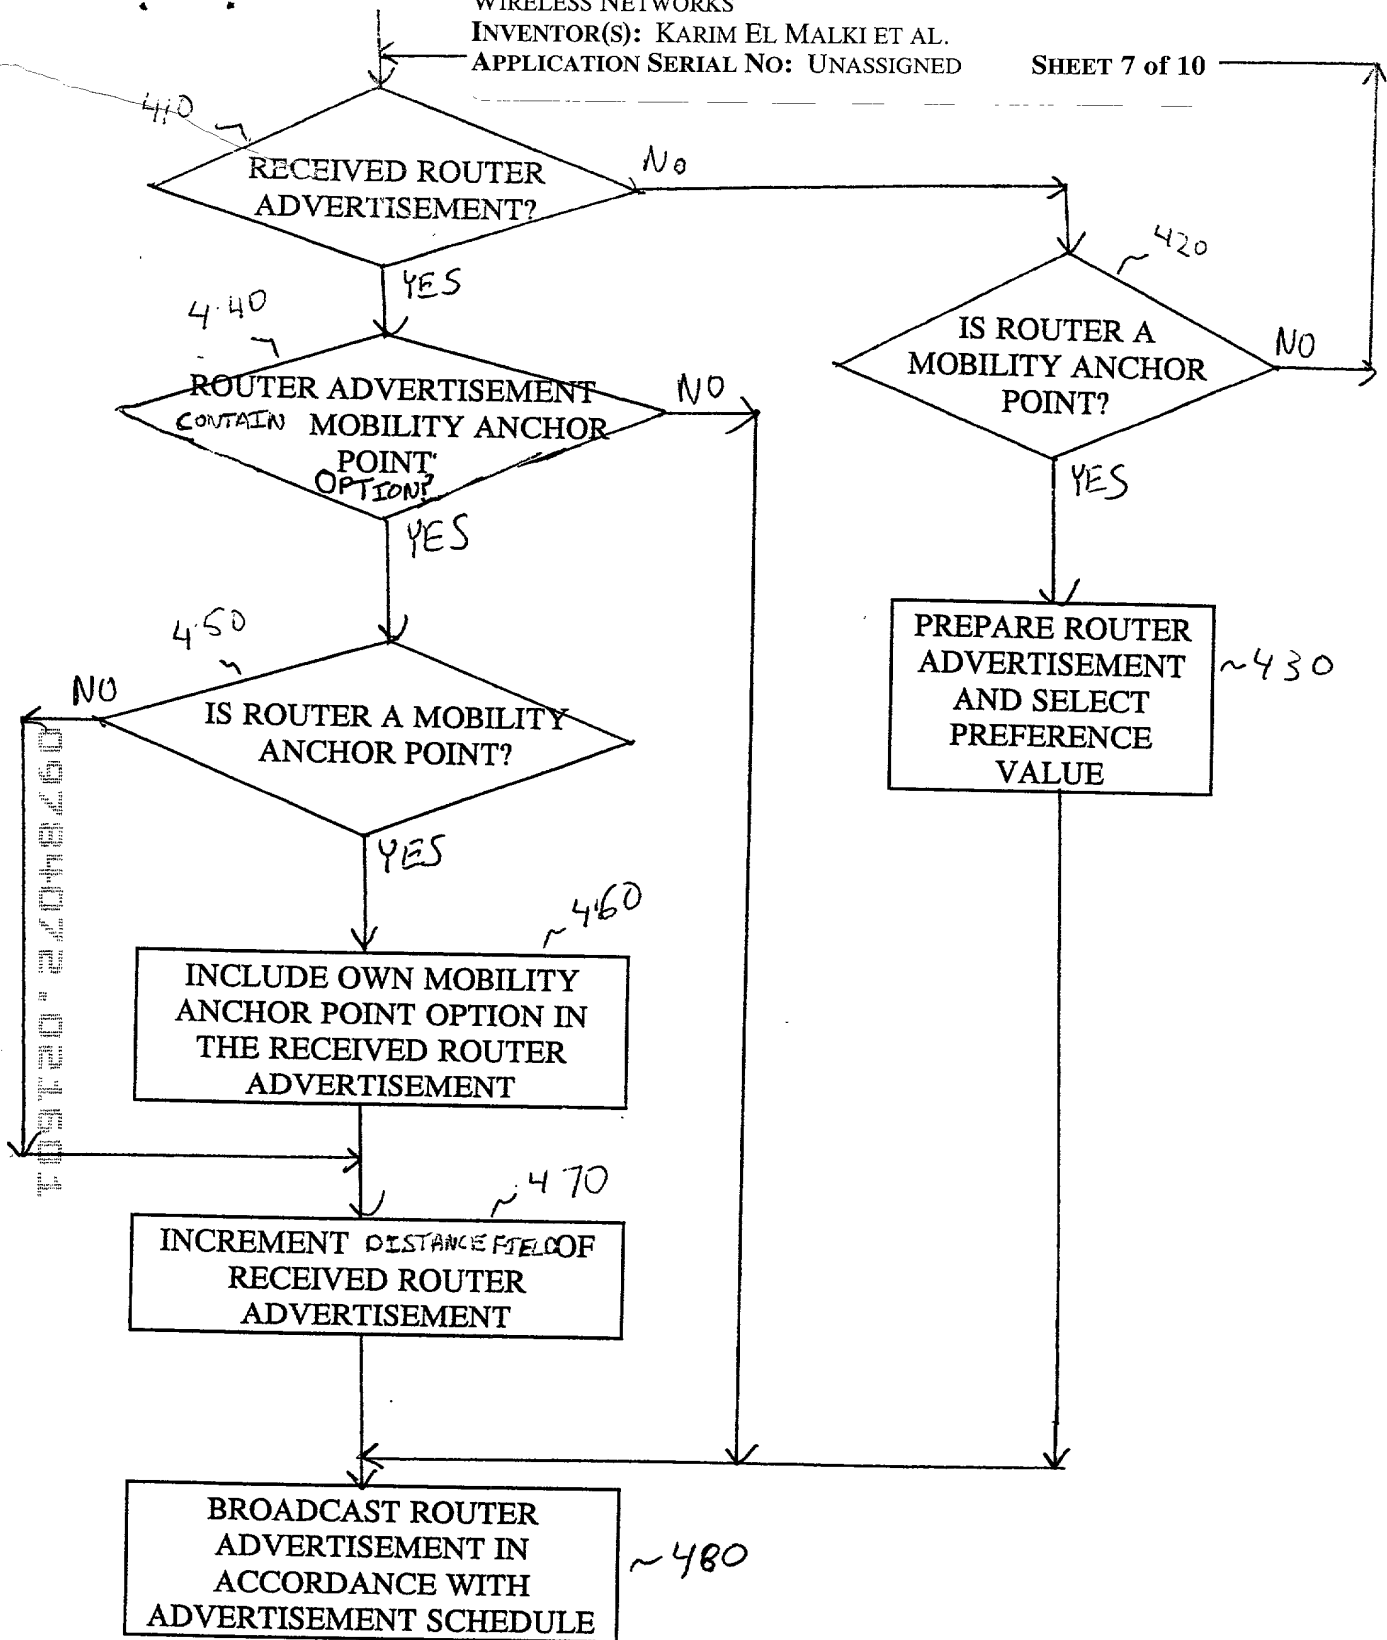 WIRELESS NETWORKS
INVENTOR(S): KARIM EL MALKI ET AL.
APPLICATION SERIAL NO: UNASSIGNED SHEET 7 of 10
410
RECEIVED ROUTER
ADVERTISEMENT?
NO
YES
420
IS ROUTER A
MOBILITY ANCHOR
POINT?
NO
YES
440
ROUTER ADVERTISEMENT
CONTAIN MOBILITY ANCHOR
POINT
OPTION?
NO
YES
430
PREPARE ROUTER
ADVERTISEMENT
AND SELECT
PREFERENCE
VALUE
450
NO
IS ROUTER A MOBILITY
ANCHOR POINT?
YES
460
INCLUDE OWN MOBILITY
ANCHOR POINT OPTION IN
THE RECEIVED ROUTER
ADVERTISEMENT
470
INCREMENT DISTANCE FIELD OF
RECEIVED ROUTER
ADVERTISEMENT
BROADCAST ROUTER
ADVERTISEMENT IN
ACCORDANCE WITH
ADVERTISEMENT SCHEDULE
480